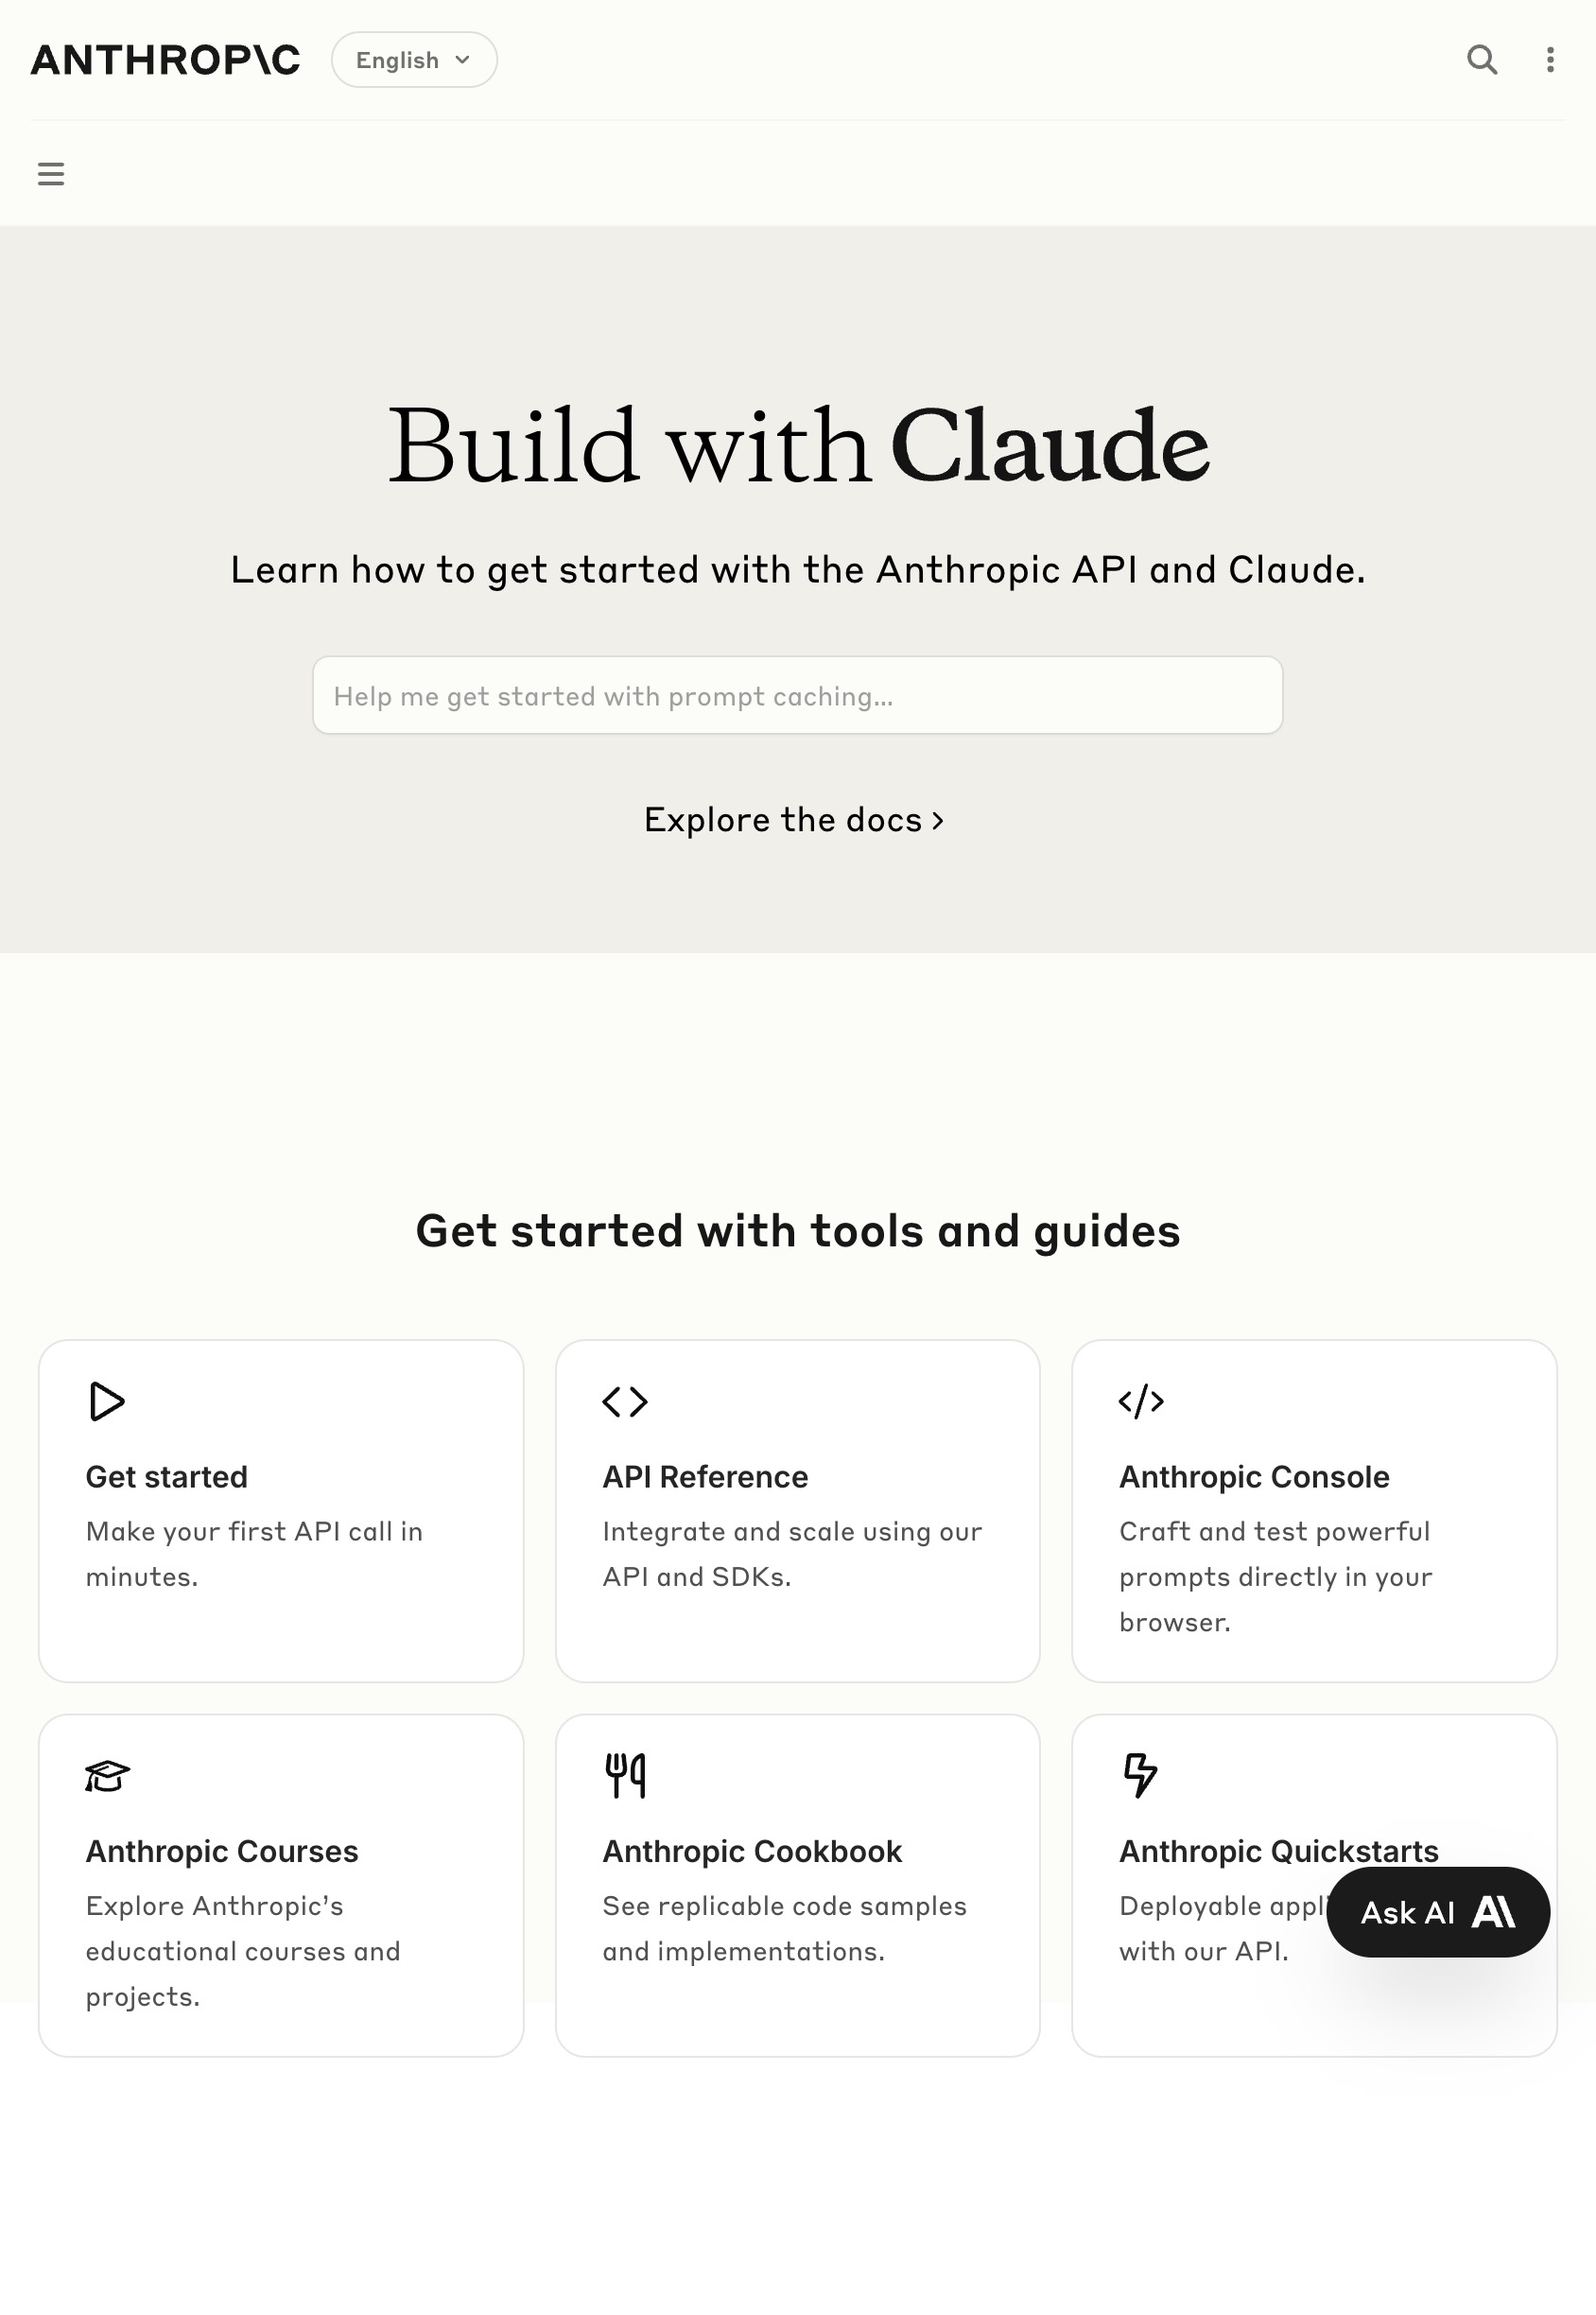 ANTHROP\C
English
Build with Claude
Learn how to get started with the Anthropic API and Claude.
Help me get started with prompt caching...
Explore the docs
Get started with tools and guides
Get started
Make your first API call in
minutes.
API Reference
Integrate and scale using our
API and SDKs.
Anthropic Console
Craft and test powerful
prompts directly in your
browser.
Anthropic Courses
Explore Anthropic’s
educational courses and
projects.
Anthropic Cookbook
See replicable code samples
and implementations.
Anthropic Quickstarts
Deployable
with our API.
Ask AI